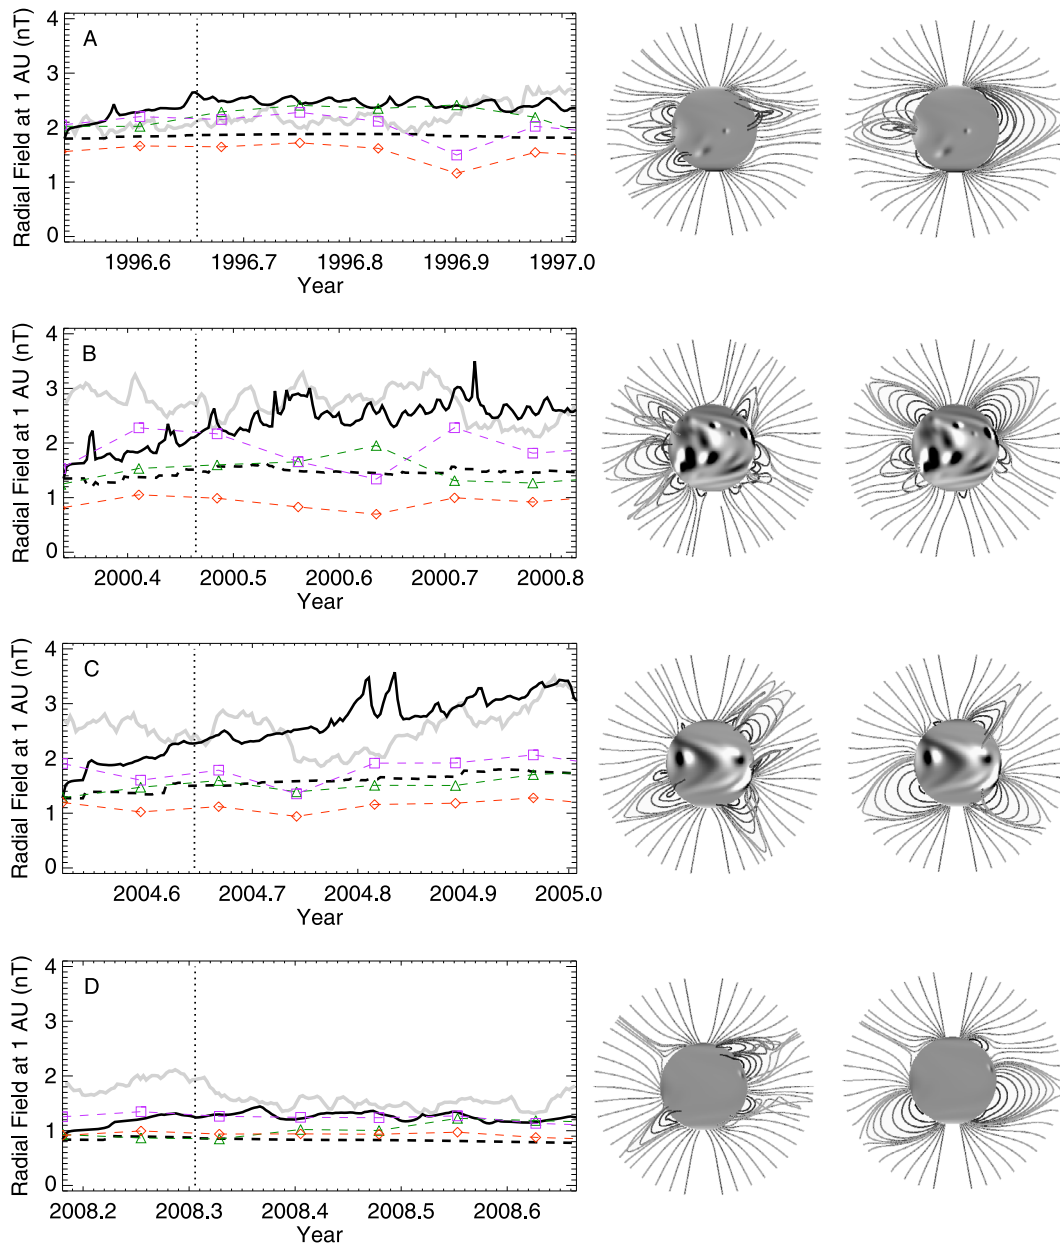 A
Radial Field at 1 AU (nT)
4
3
2
1
0
1996.6 1996.7 1996.8 1996.9 1997.0
Year
B
Radial Field at 1 AU (nT)
4
3
2
1
0
2000.4 2000.5 2000.6 2000.7 2000.8
Year
C
Radial Field at 1 AU (nT)
4
3
2
1
0
2004.6 2004.7 2004.8 2004.9 2005.0
Year
D
Radial Field at 1 AU (nT)
4
3
2
1
0
2008.2 2008.3 2008.4 2008.5 2008.6
Year